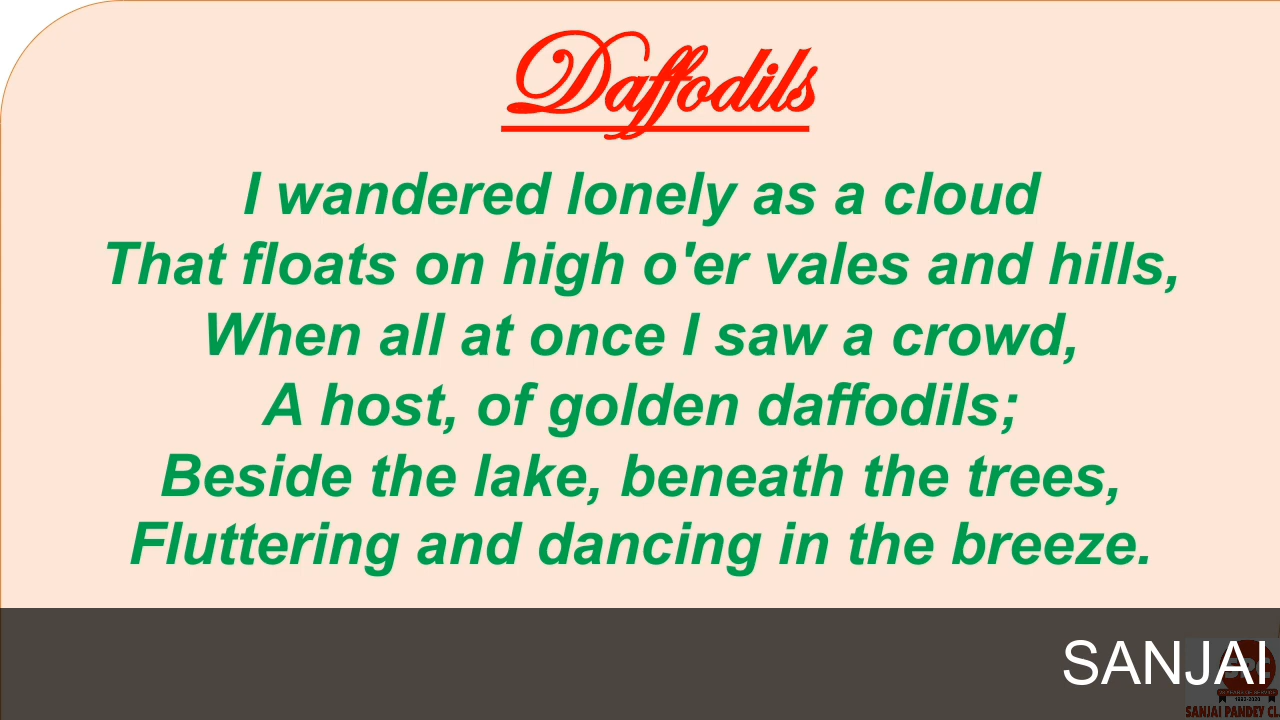 Daffodils
I wandered lonely as a cloud
That floats on high o'er vales and hills,
When all at once I saw a crowd,
A host, of golden daffodils;
Beside the lake, beneath the trees,
Fluttering and dancing in the breeze.
SANJAI
SANJAI PANDEY